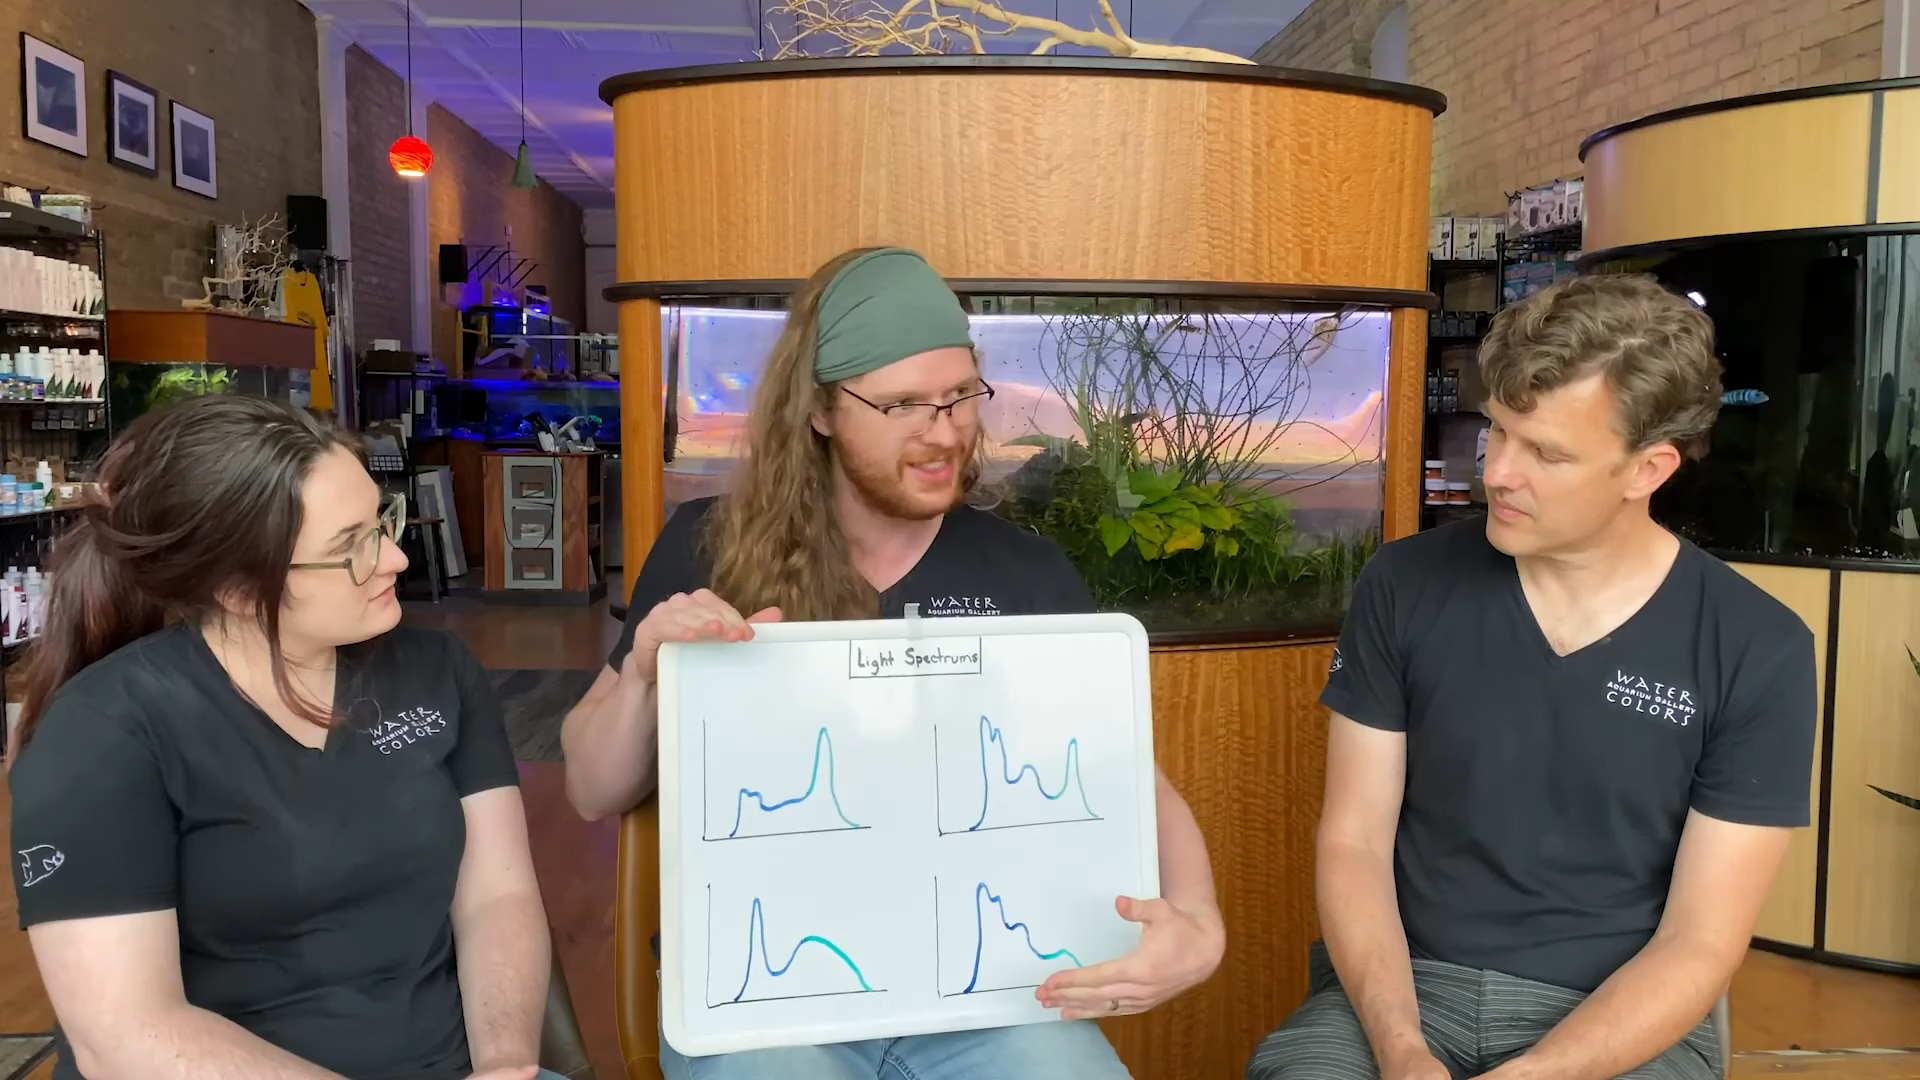 WATER
AQUARIUM GALLERY
Light Spectrums
WATER
AQUARIUM GALLERY
COLORS
WATER
AQUARIUM GALLERY
COLORS